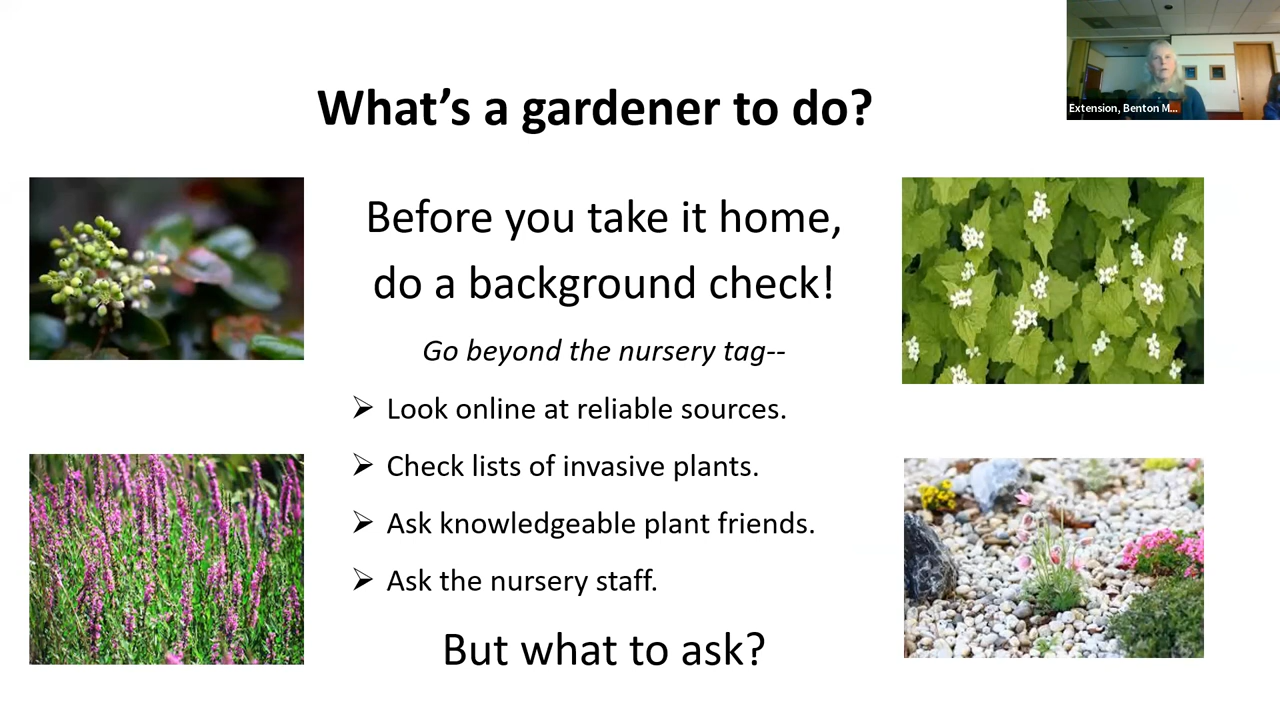 Extension, Benton M...
What's a gardener to do?
Before you take it home,
do a background check!
Go beyond the nursery tag--
➢ Look online at reliable sources.
➢ Check lists of invasive plants.
➢ Ask knowledgeable plant friends.
➢ Ask the nursery staff.
But what to ask?